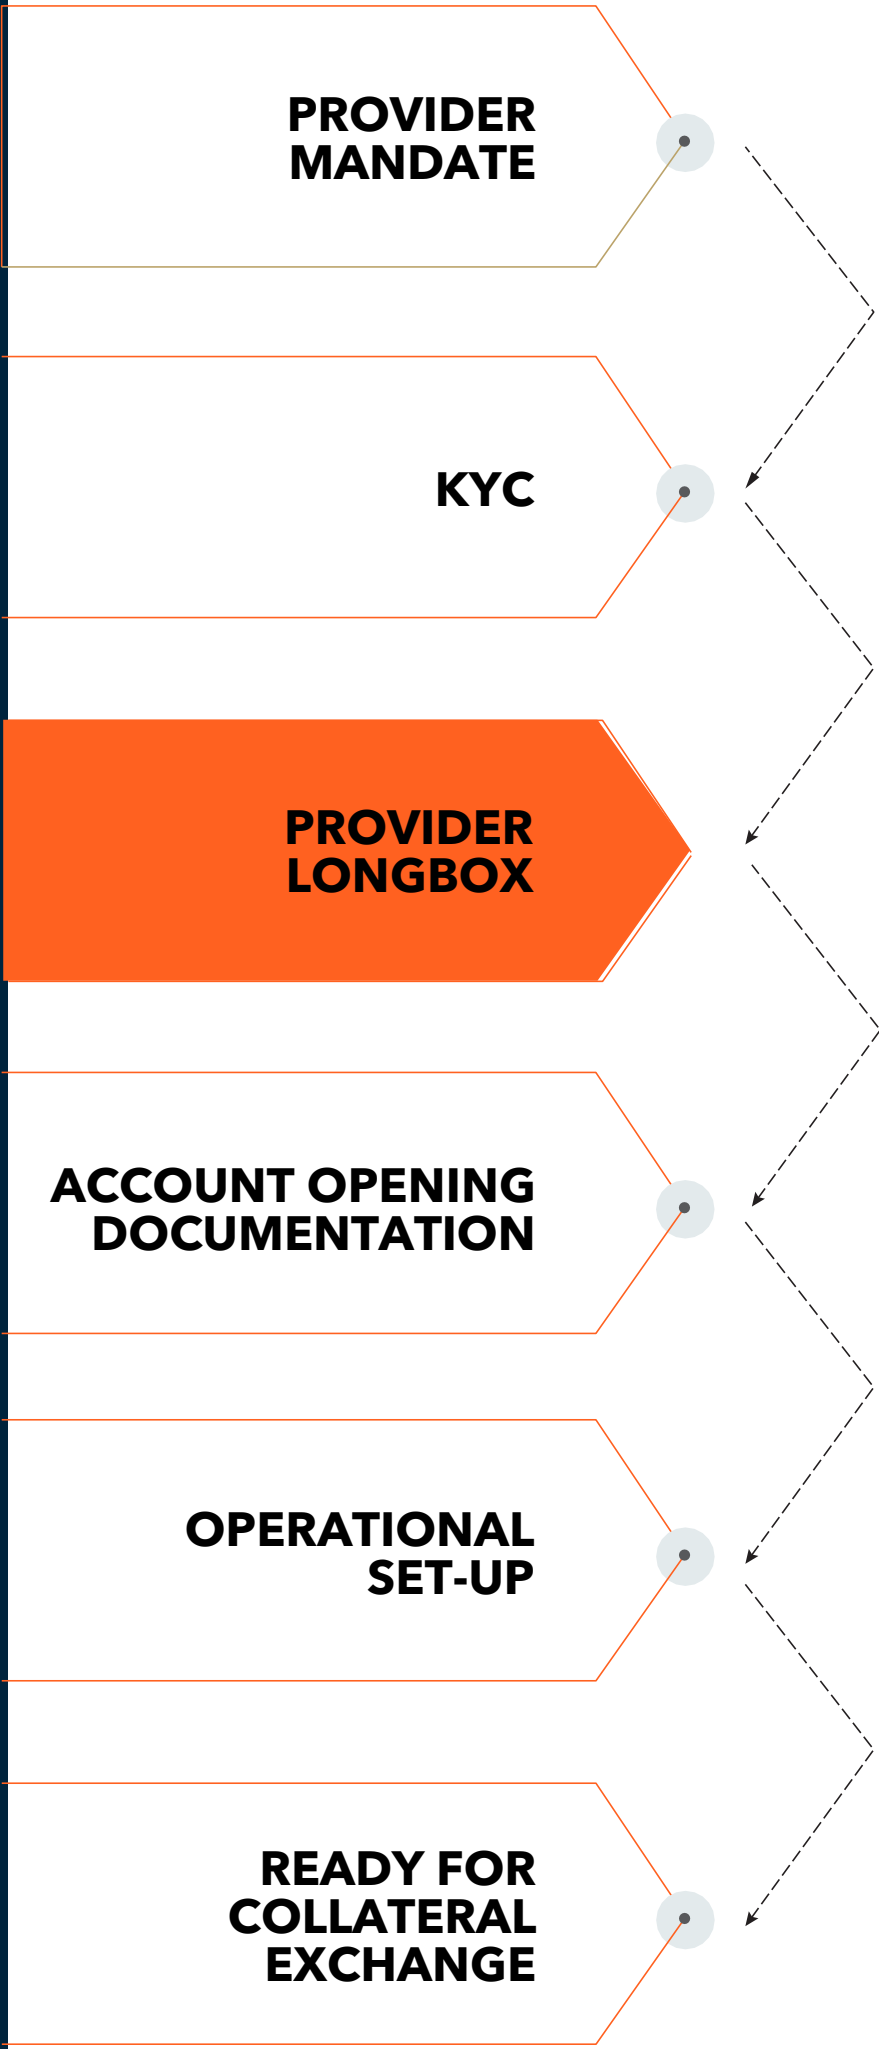 PROVIDER
MANDATE
KYC
PROVIDER
LONGBOX
ACCOUNT OPENING
DOCUMENTATION
OPERATIONAL
SET-UP
READY FOR
COLLATERAL
EXCHANGE